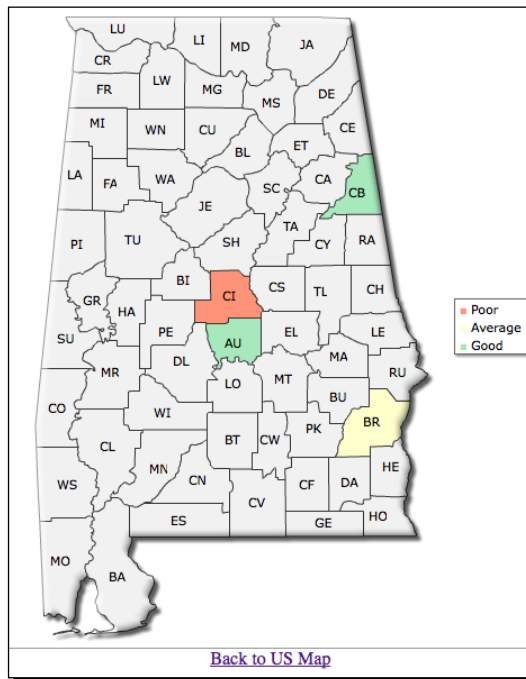 LU
LI
MD
JA
CR
LW
FR
MG
MS
DE
MI
WN
CU
CE
BL
ET
LA
FA
WA
SC
CA
CB
JE
TA
PI
TU
SH
CY
RA
BI
CI
CS
TL
CH
GR
HA
SU
PE
AU
EL
LE
MA
DL
MR
LO
MT
RU
BU
CO
WI
BR
PK
CL
BT
CW
MN
HE
WS
CN
CF
DA
CV
ES
GE
HO
MO
BA
Poor
Average
Good
Back to US Map